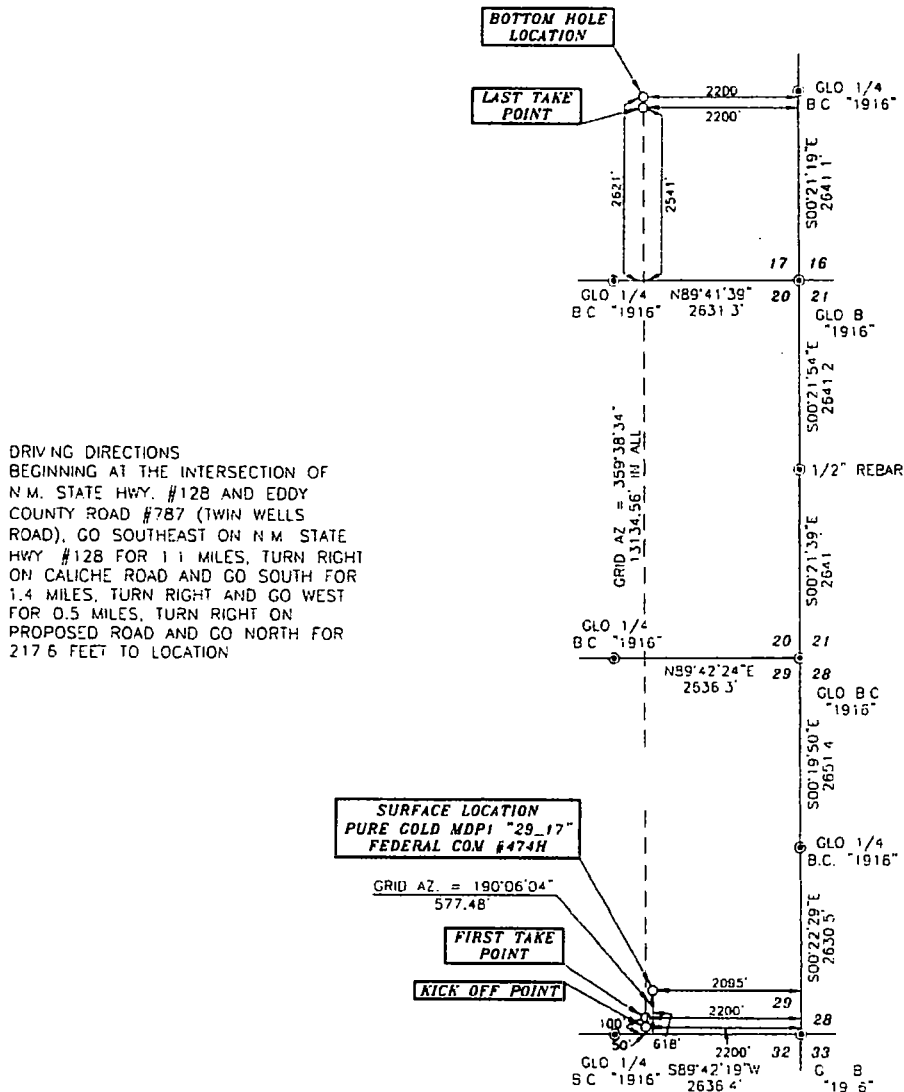 BOTTOM HOLE
LOCATION
2200
GLO 1/4
B C "1916"
LAST TAKE
POINT
2200'
S00°21'19"E
2641 1'
2621'
2541'
17 16
GLO 1/4
B C "1916"
N89°41'39"
2631 3'
20 21
GLO B
"1916"
S00°21'54"E
2641 2
GRID AZ = 359°38'34"
13134.56' IN ALL
DRIV NG DIRECTIONS
BEGINNING AT THE INTERSECTION OF
N M. STATE HWY. #128 AND EDDY
COUNTY ROAD #787 (TWIN WELLS
ROAD), GO SOUTHEAST ON N M STATE
HWY #128 FOR 1 1 MILES, TURN RIGHT
ON CALICHE ROAD AND GO SOUTH FOR
1.4 MILES, TURN RIGHT AND GO WEST
FOR 0.5 MILES, TURN RIGHT ON
PROPOSED ROAD AND GO NORTH FOR
217 6 FEET TO LOCATION
1/2" REBAR
S00°21'39"E
2641
GLO 1/4
B C "1916"
20 21
N89°42'24"E
2636 3'
29 28
GLO B C
"1916"
S00°19'50"E
2651 4
SURFACE LOCATION
PURE GOLD MDP1 "29_17"
FEDERAL COM #474H
GLO 1/4
B.C. "1916"
GRID AZ. = 190°06'04"
577.48'
S00°22'29"E
2630 5'
FIRST TAKE
POINT
KICK OFF POINT
2095'
29
2200'
28
100'
50'
618'
2200'
32 33
GLO 1/4
B C "1916"
S89°42'19"W
2636 4'
G B
"19 6"